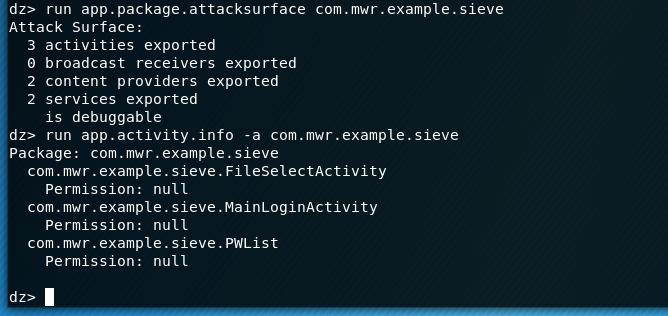 dz> run app.package.attacksurface com.mwr.example.sieve
Attack Surface:
  3 activities exported
  0 broadcast receivers exported
  2 content providers exported
  2 services exported
    is debuggable
dz> run app.activity.info -a com.mwr.example.sieve
Package: com.mwr.example.sieve
  com.mwr.example.sieve.FileSelectActivity
    Permission: null
  com.mwr.example.sieve.MainLoginActivity
    Permission: null
  com.mwr.example.sieve.PWList
    Permission: null
dz>